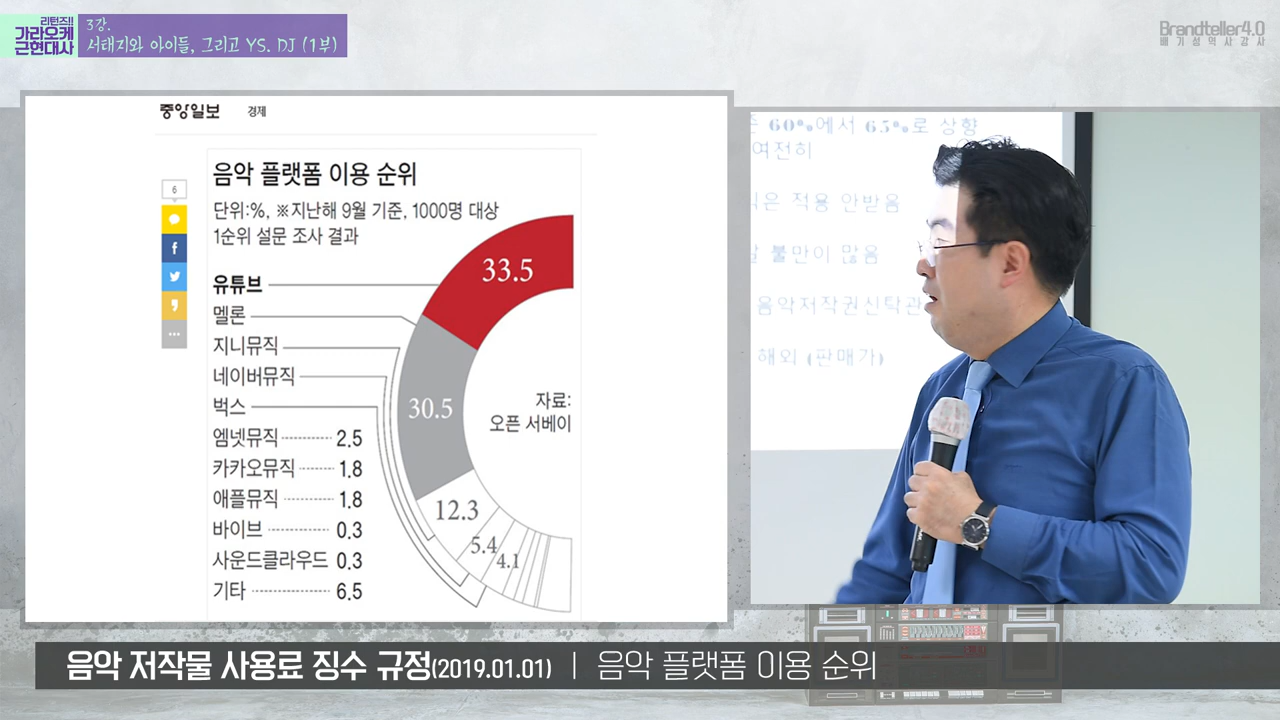 리턴즈!!
가라오케
근현대사
3강.
서태지와 아이들, 그리고 YS. DJ (1부)
Brandteller4.0
배기성역사강사
중앙일보 경제
6
음악 플랫폼 이용 순위
단위:%, ※지난해 9월 기준, 1000명 대상
1순위 설문 조사 결과
유튜브
33.5
멜론
30.5
지니뮤직
12.3
네이버뮤직
5.4
벅스
4.1
엠넷뮤직 2.5
카카오뮤직 1.8
애플뮤직 1.8
바이브 0.3
사운드클라우드 0.3
기타 6.5
자료:
오픈 서베이
60%에서 65%로 상향
여전히
은 적용 안받음
불만이 많음
음악저작권신탁관
해외 (판매가)
음악 저작물 사용료 징수 규정(2019.01.01) | 음악 플랫폼 이용 순위